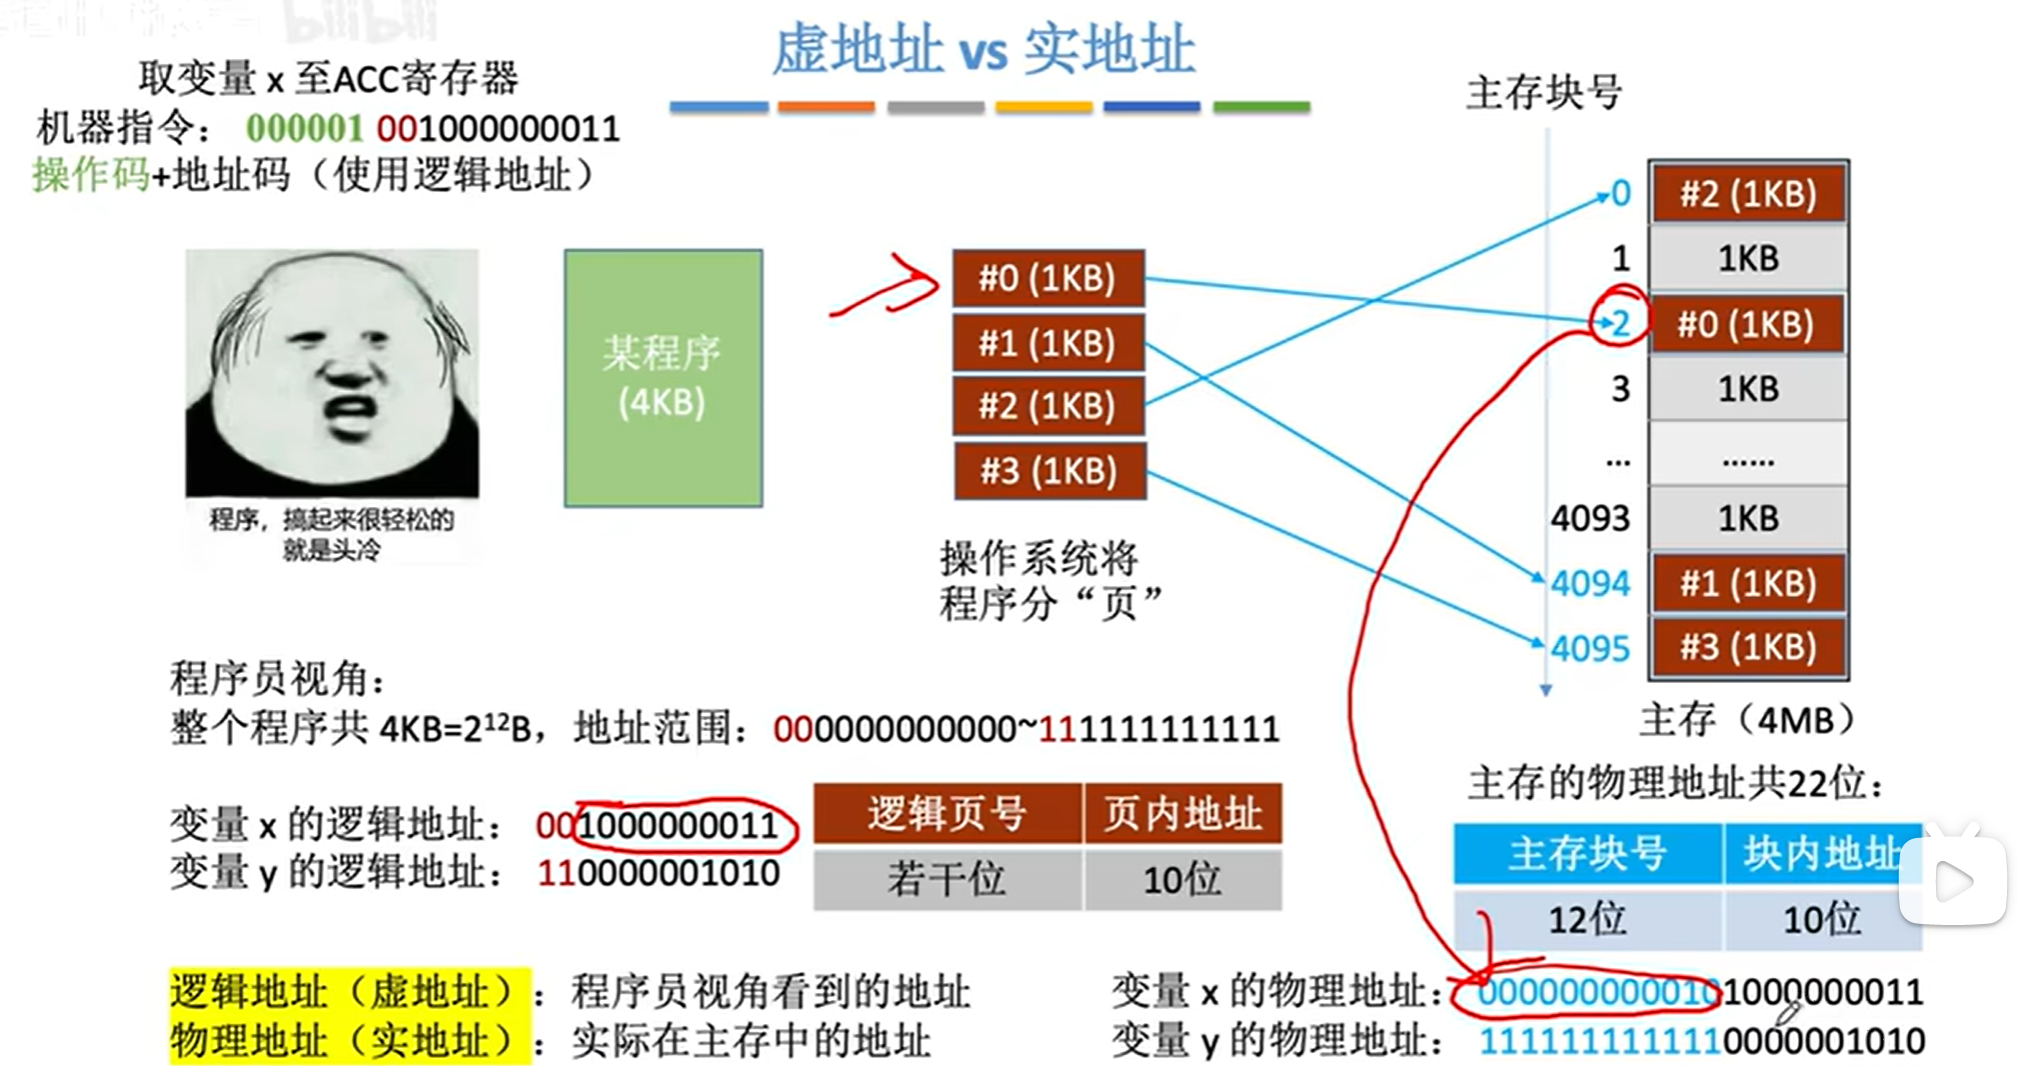 bilibili
虚地址 vs 实地址
取变量 x 至ACC寄存器
机器指令： 000001 001000000011
操作码+地址码（使用逻辑地址）
程序，搞起来很轻松的
就是头冷
某程序
(4KB)
#0 (1KB)
#1 (1KB)
#2 (1KB)
#3 (1KB)
操作系统将
程序分“页”
主存块号
0 #2 (1KB)
1 1KB
2 #0 (1KB)
3 1KB
... ......
4093 1KB
4094 #1 (1KB)
4095 #3 (1KB)
主存（4MB）
程序员视角：
整个程序共 4KB=2¹²B，地址范围：000000000000~111111111111
变量 x 的逻辑地址： 001000000011
变量 y 的逻辑地址： 110000001010
逻辑页号 页内地址
若干位 10位
主存的物理地址共22位：
主存块号 块内地址
12位 10位
逻辑地址（虚地址）：程序员视角看到的地址
物理地址（实地址）：实际在主存中的地址
变量 x 的物理地址：0000000000101000000011
变量 y 的物理地址：1111111111110000001010